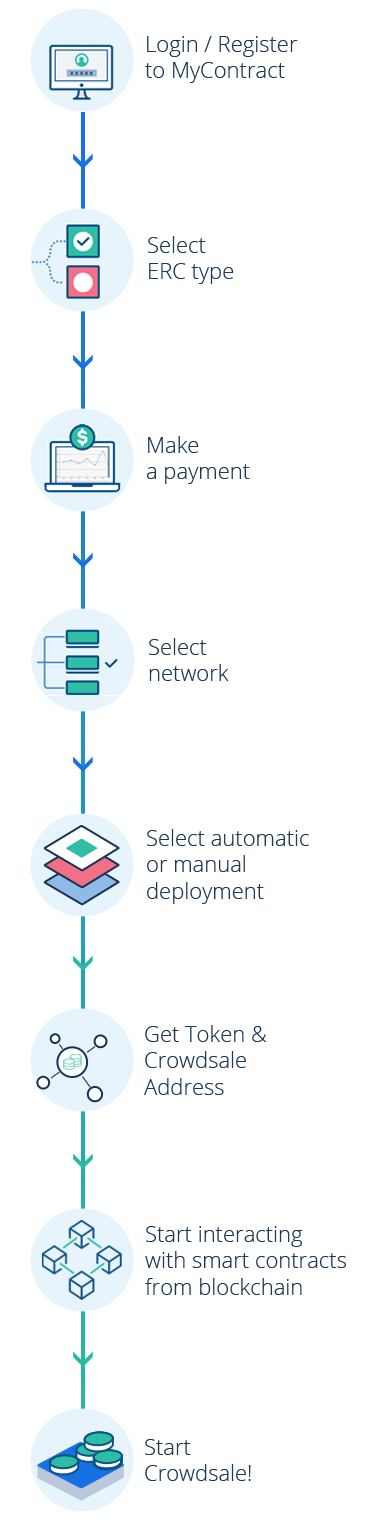 Login / Register
to MyContract
xxxxx
Select
ERC type
$
Make
a payment
Select
network
Select automatic
or manual
deployment
Get Token &
Crowdsale
Address
Start interacting
with smart contracts
from blockchain
Start
Crowdsale!